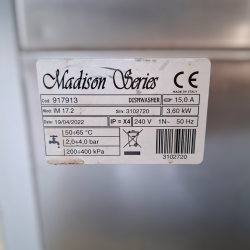 Madison Series CE
MADE IN ITALY
Cod: 917913 DISHWASHER 15,0 A
Mod: IM 17.2 S/n: 3102720 3,60 kW
Date: 19/04/2022 IP = X4 240 V 1N~ 50 Hz
50÷65 °C
2,0÷4,0 bar
200÷400 kPa
3102720